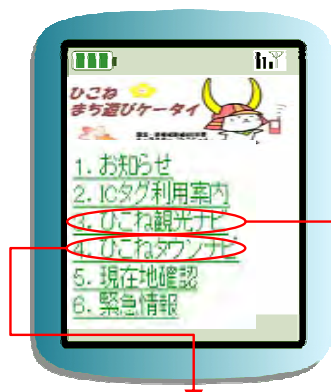 ひこね
まち遊びケータイ
1. お知らせ
2. ICタグ利用案内
3. ひこね観光ナビ
4. ひこねタウンナビ
5. 現在地確認
6. 緊急情報